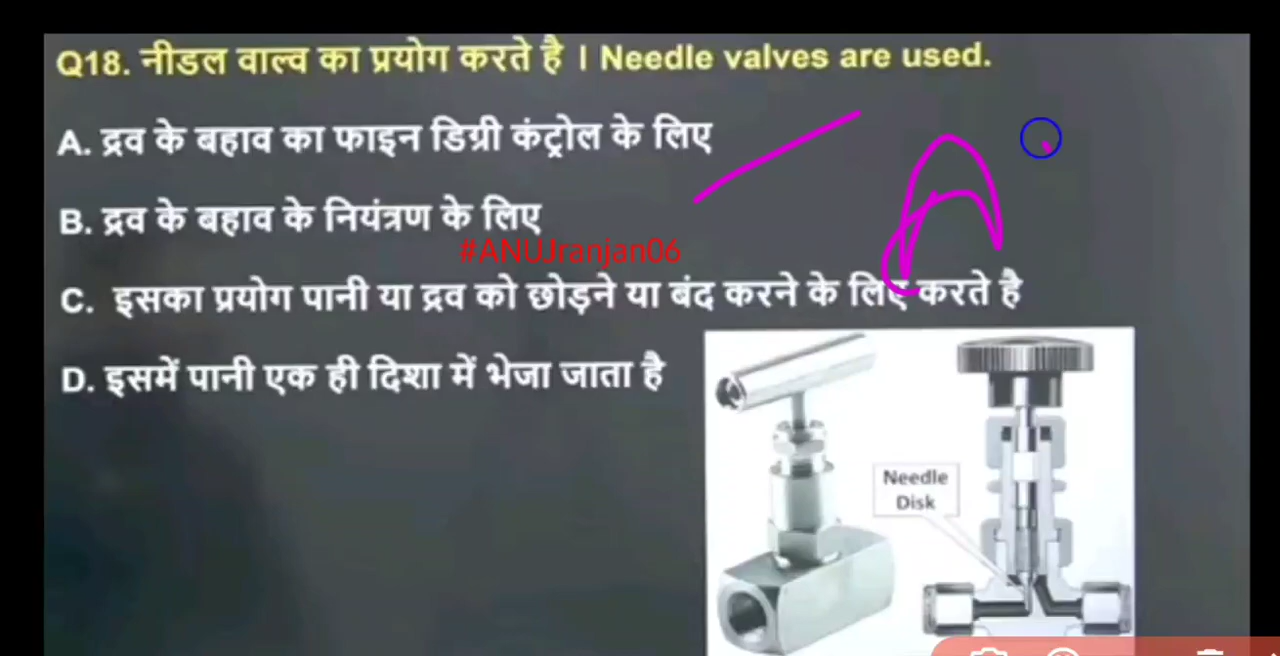 Q18. नीडल वाल्व का प्रयोग करते है । Needle valves are used.
A. द्रव के बहाव का फाइन डिग्री कंट्रोल के लिए
A
B. द्रव के बहाव के नियंत्रण के लिए
#ANUJranjan06
C. इसका प्रयोग पानी या द्रव को छोड़ने या बंद करने के लिए करते है
D. इसमें पानी एक ही दिशा में भेजा जाता है
Needle
Disk